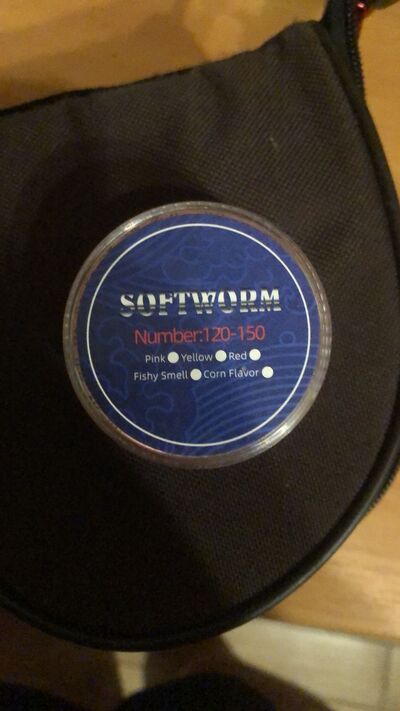 SOFTWORM
Number:120-150
Pink Yellow Red
Fishy Smell Corn Flavor